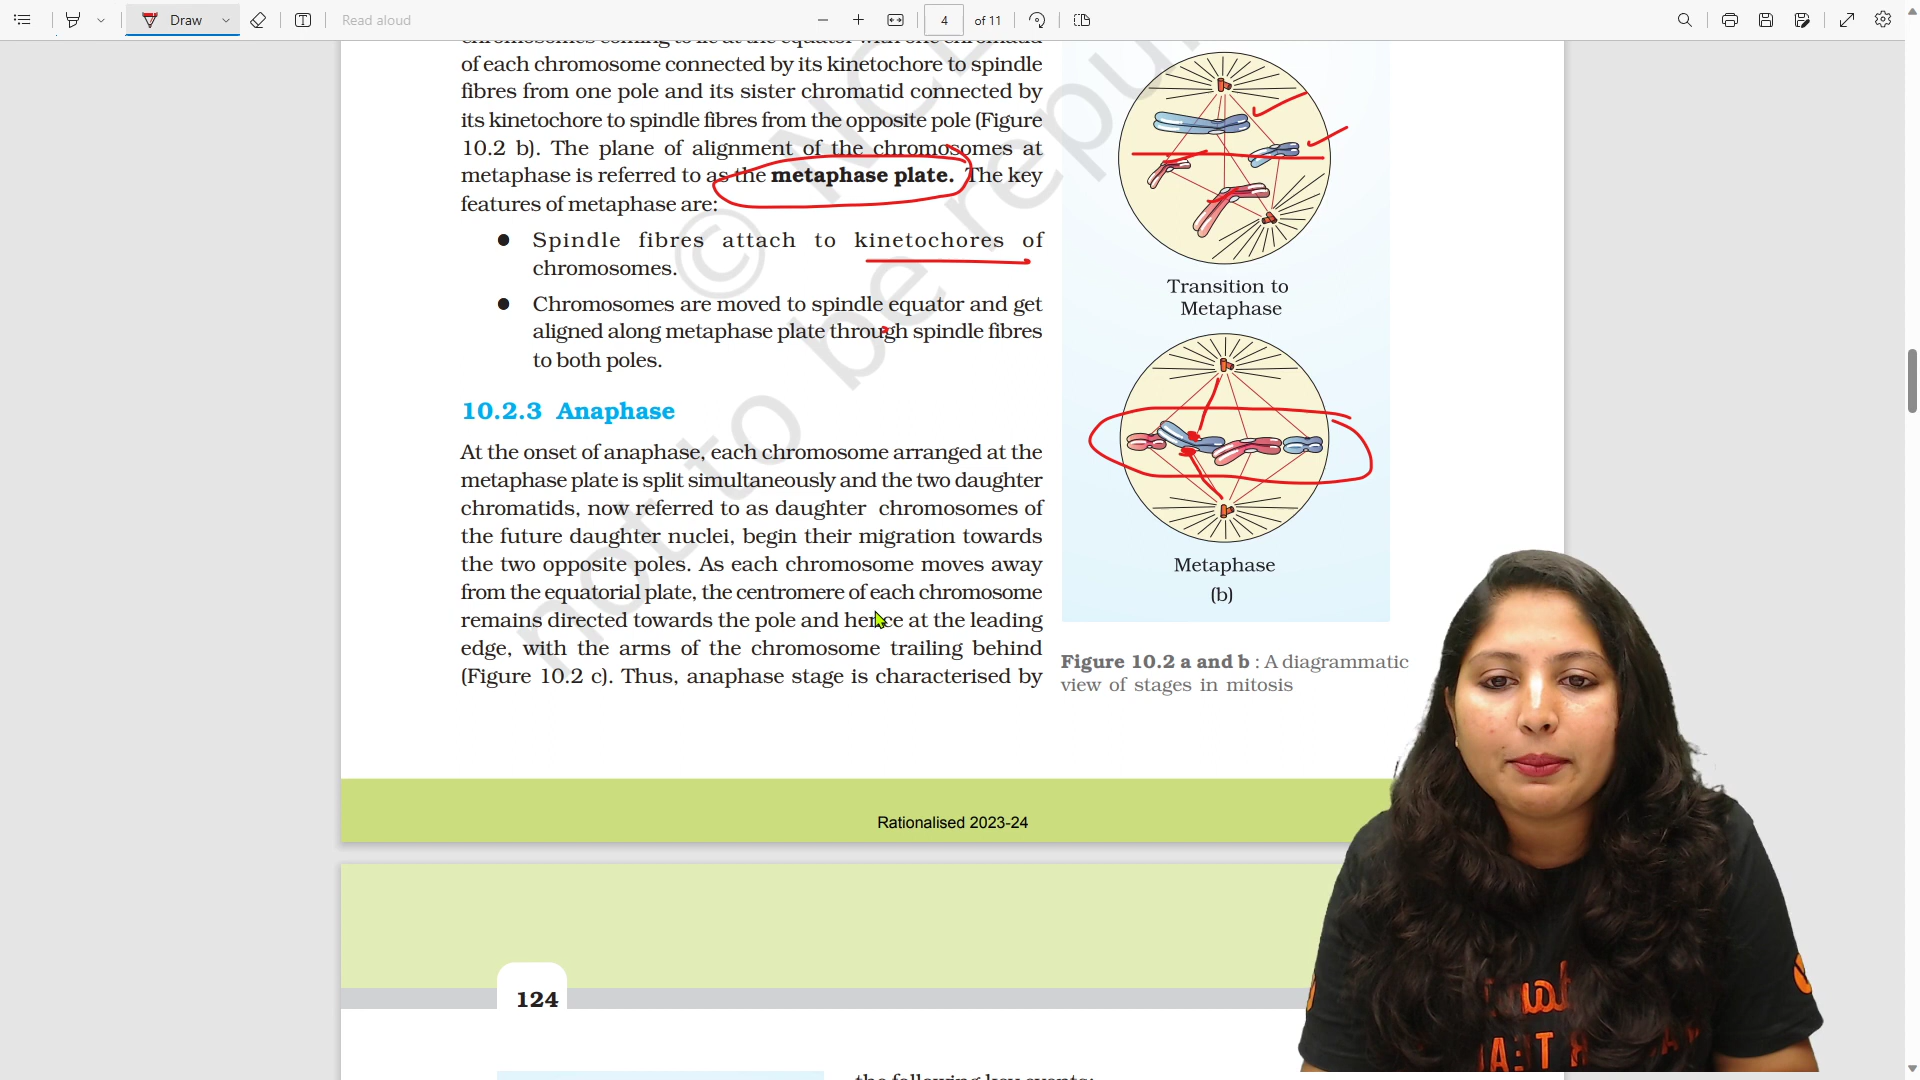 Draw
Read aloud
4
of 11
of each chromosome connected by its kinetochore to spindle
fibres from one pole and its sister chromatid connected by
its kinetochore to spindle fibres from the opposite pole (Figure
10.2 b). The plane of alignment of the chromosomes at
metaphase is referred to as the metaphase plate. The key
features of metaphase are:
● Spindle fibres attach to kinetochores of
chromosomes.
● Chromosomes are moved to spindle equator and get
aligned along metaphase plate through spindle fibres
to both poles.
10.2.3 Anaphase
At the onset of anaphase, each chromosome arranged at the
metaphase plate is split simultaneously and the two daughter
chromatids, now referred to as daughter chromosomes of
the future daughter nuclei, begin their migration towards
the two opposite poles. As each chromosome moves away
from the equatorial plate, the centromere of each chromosome
remains directed towards the pole and hence at the leading
edge, with the arms of the chromosome trailing behind
(Figure 10.2 c). Thus, anaphase stage is characterised by
Transition to
Metaphase
Metaphase
(b)
Figure 10.2 a and b : A diagrammatic
view of stages in mitosis
not to be
Rationalised 2023-24
124
the following key events: